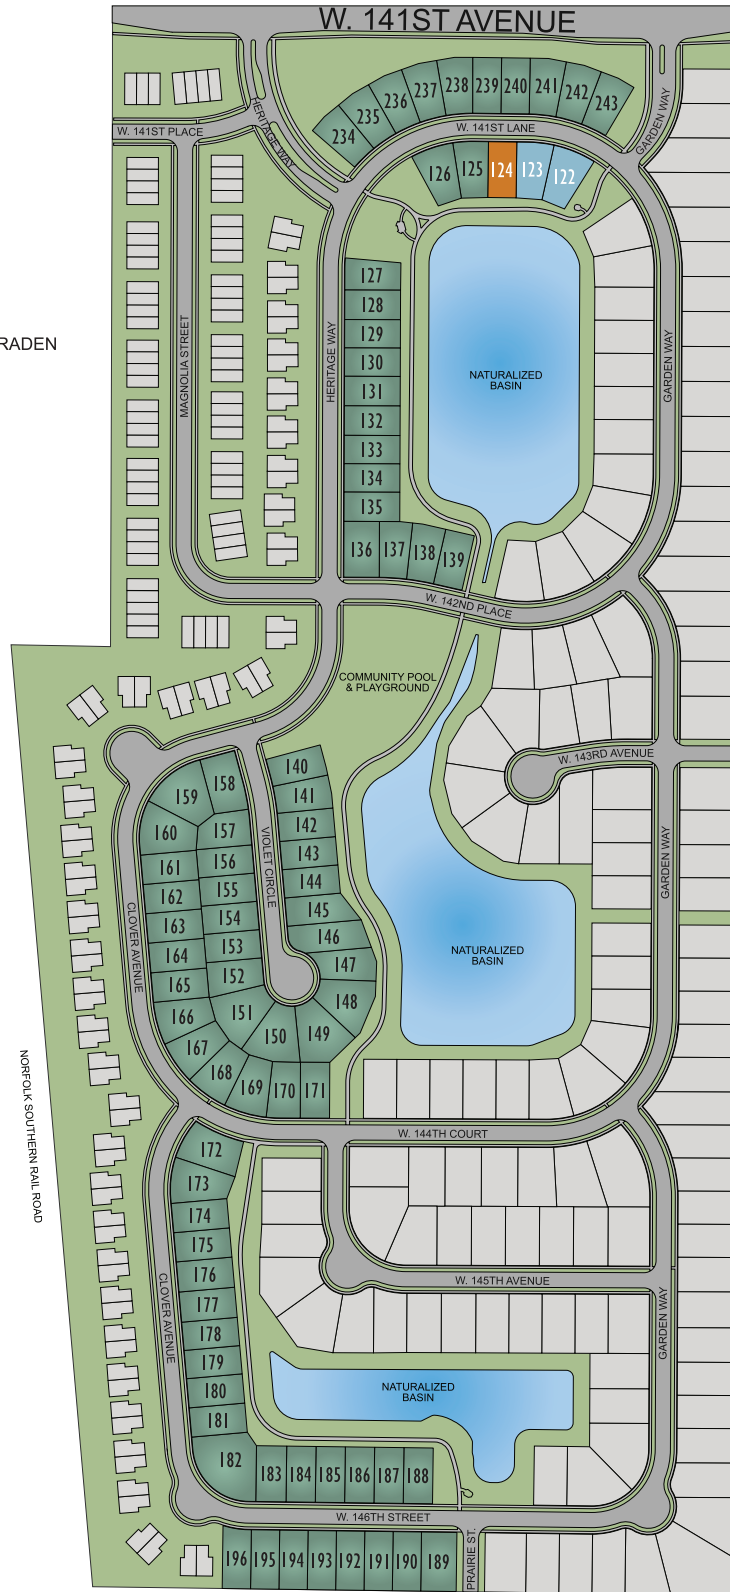 W. 141ST AVENUE
HERITAGE WAY
GARDEN WAY
W. 141ST PLACE
W. 141ST LANE
234
235
236
237
238
239
240
241
242
243
126
125
124
123
122
RADEN
MAGNOLIA STREET
HERITAGE WAY
GARDEN WAY
127
128
129
130
131
132
133
134
135
136
137
138
139
NATURALIZED
BASIN
W. 142ND PLACE
COMMUNITY POOL
& PLAYGROUND
W. 143RD AVENUE
140
141
142
143
144
145
146
147
148
149
150
151
152
153
154
155
156
157
158
159
160
161
162
163
164
165
166
167
168
169
170
171
VIOLET CIRCLE
CLOVER AVENUE
GARDEN WAY
NATURALIZED
BASIN
NORFOLK SOUTHERN RAIL ROAD
W. 144TH COURT
172
173
174
175
176
177
178
179
180
181
182
183
184
185
186
187
188
CLOVER AVENUE
W. 145TH AVENUE
GARDEN WAY
NATURALIZED
BASIN
W. 146TH STREET
PRAIRIE ST.
196
195
194
193
192
191
190
189